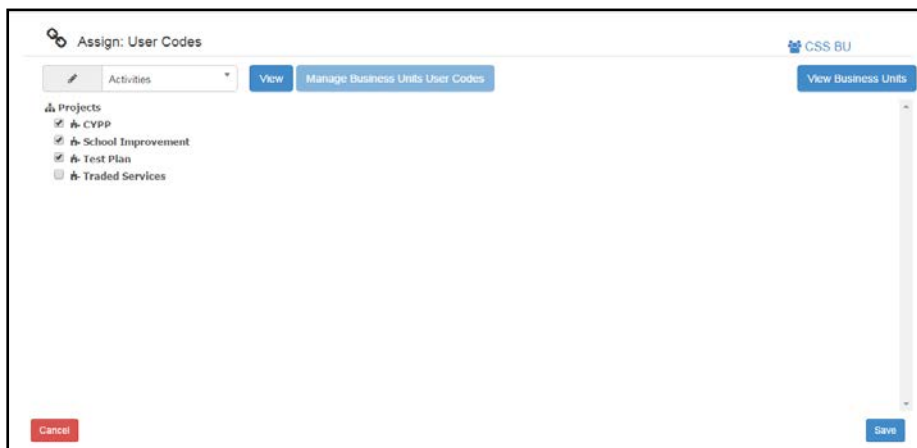 Assign: User Codes
CSS BU
Activities View Manage Business Units User Codes View Business Units
Projects
CYPP
School Improvement
Test Plan
Traded Services
Cancel Save